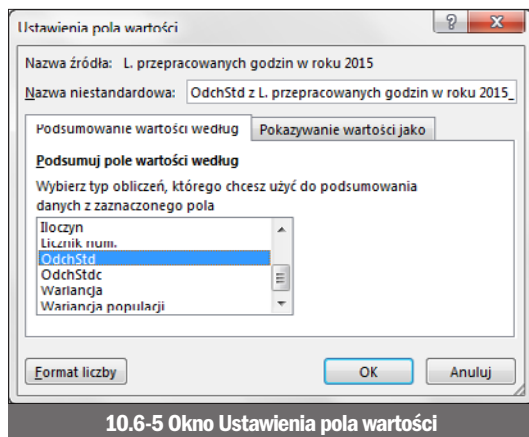 Ustawienia pola wartości
Nazwa źródła: L. przepracowanych godzin w roku 2015
Nazwa niestandardowa: OdchStd z L. przepracowanych godzin w roku 2015_
Podsumowanie wartości według
Pokazywanie wartości jako
Podsumuj pole wartości według
Wybierz typ obliczeń, którego chcesz użyć do podsumowania
danych z zaznaczonego pola
Iloczyn
Licznik num.
OdchStd
OdchStdc
Wariancja
Wariancja populacji
Format liczby
OK
Anuluj
10.6-5 Okno Ustawienia pola wartości